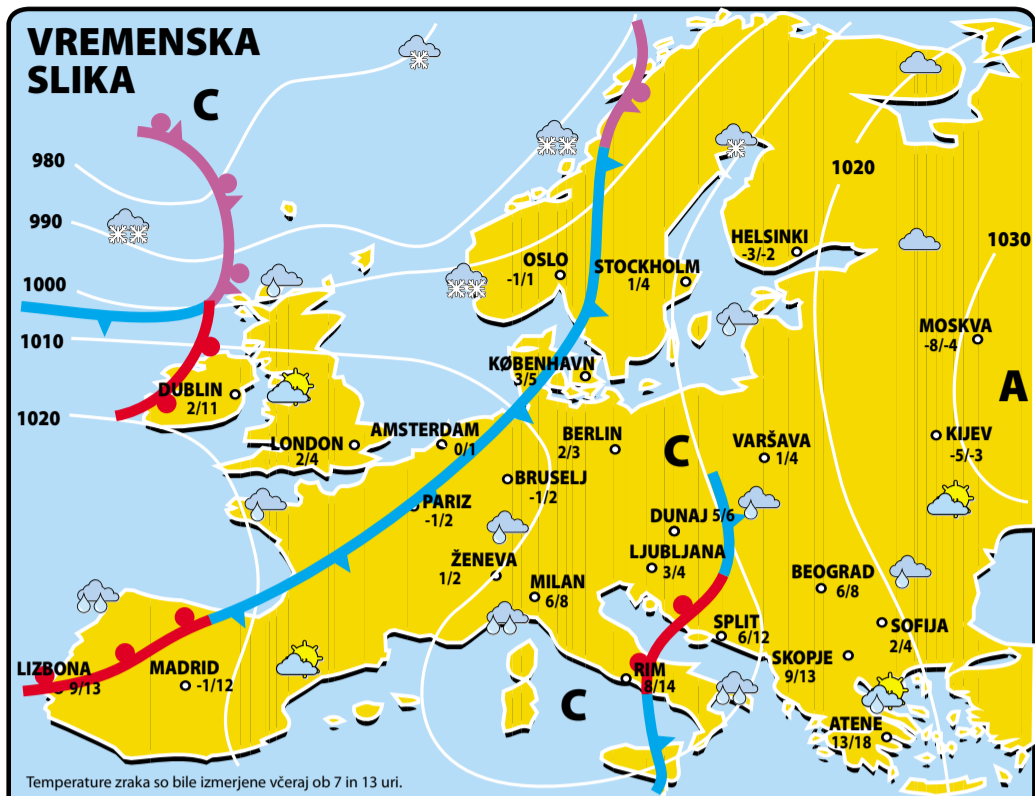 VREMENSKA
SLIKA
C
980
990
1000
1010
1020
1020
1030
HELSINKI
-3/-2
OSLO
-1/1
STOCKHOLM
1/4
MOSKVA
-8/-4
KØBENHAVN
3/5
A
DUBLIN
2/11
LONDON
2/4
AMSTERDAM
0/1
BERLIN
2/3
C
VARŠAVA
1/4
KIJEV
-5/-3
BRUSELJ
-1/2
PARIZ
-1/2
DUNAJ 5/6
LJUBLJANA
3/4
ŽENEVA
1/2
MILAN
6/8
BEOGRAD
6/8
SPLIT
6/12
SOFIJA
2/4
SKOPJE
9/13
LIZBONA
9/13
MADRID
-1/12
RIM
8/14
C
ATENE
13/18
Temperature zraka so bile izmerjene včeraj ob 7 in 13 uri.